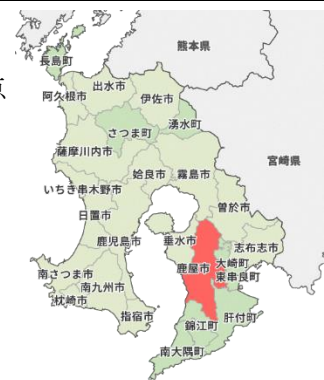 熊本県
長島町
原
阿久根市
出水市
伊佐市
さつま町
湧水町
薩摩川内市
宮崎県
姶良市
霧島市
いちき串木野市
曽於市
日置市
鹿児島市
垂水市
志布志市
大崎町
鹿屋市
東串良町
南さつま市
南九州市
枕崎市
指宿市
肝付町
錦江町
南大隅町